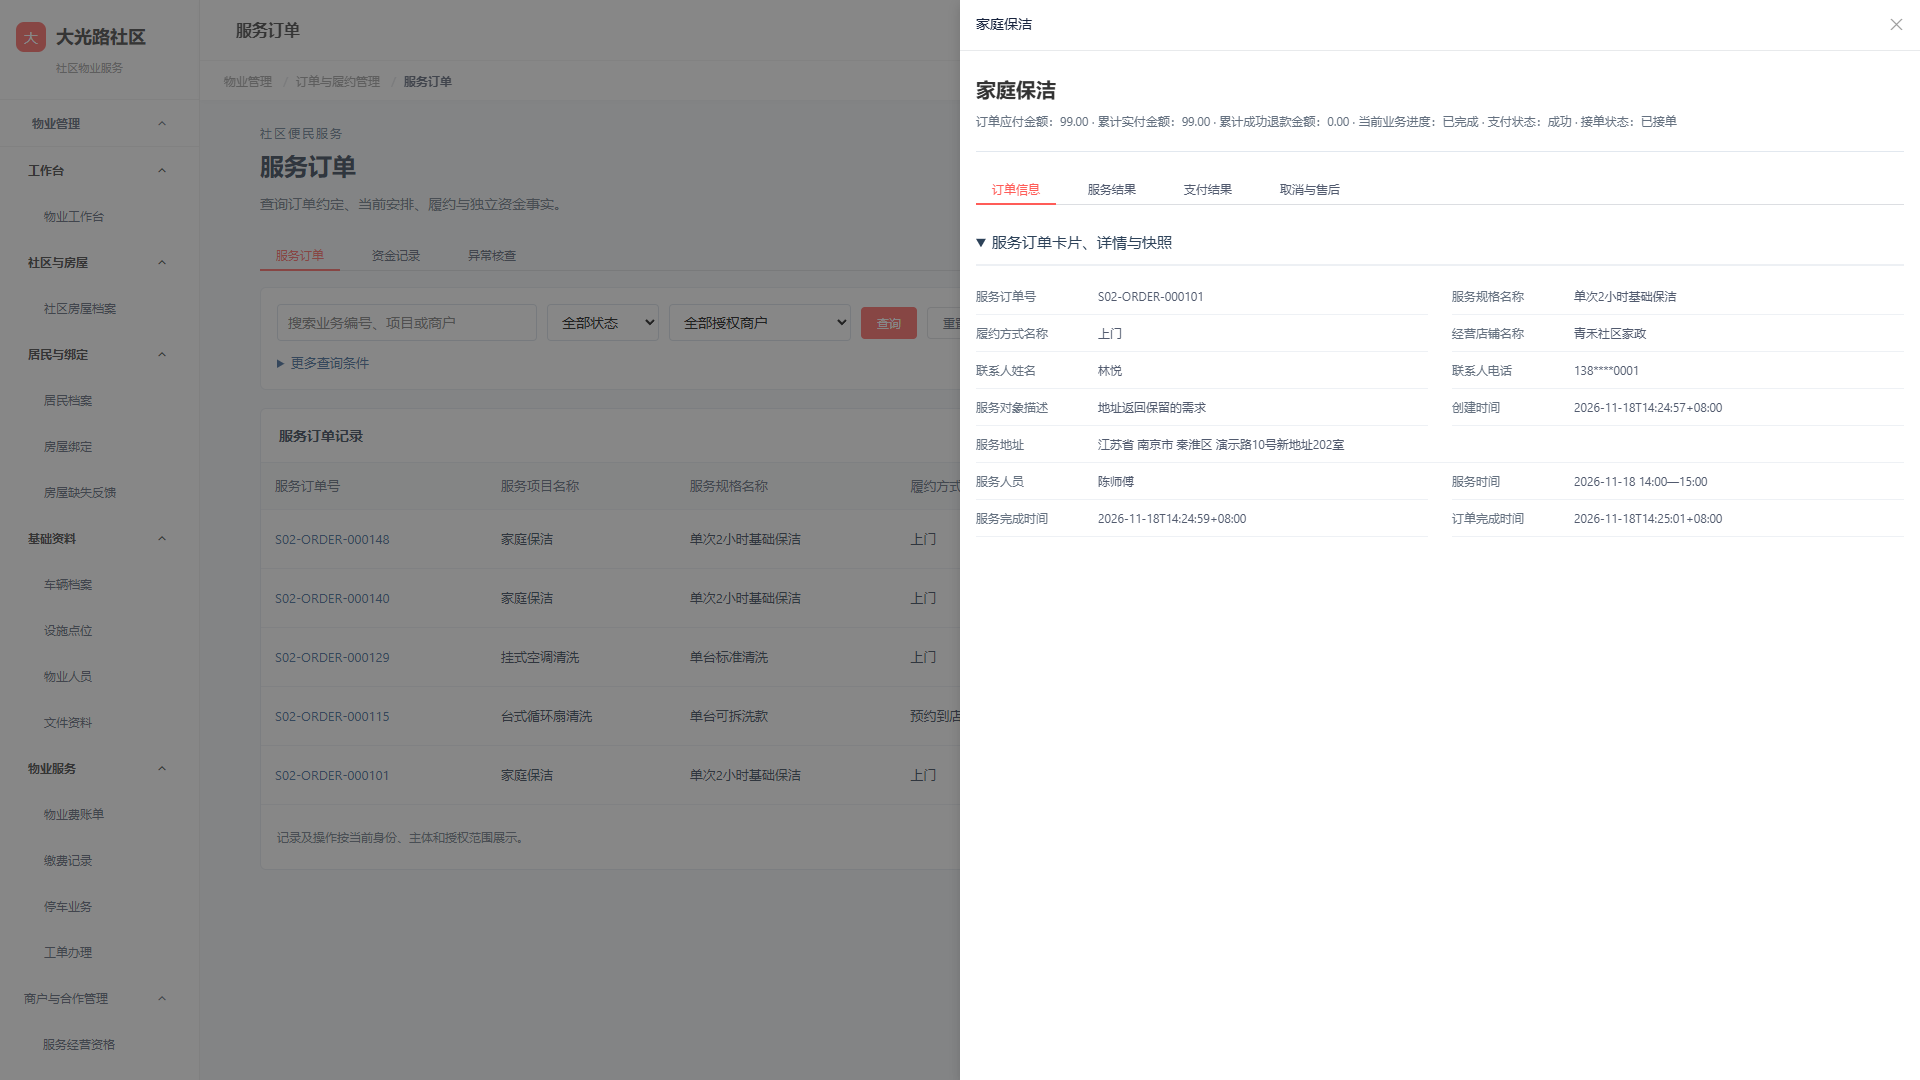 大 大光路社区
社区物业服务
物业管理
工作台
物业工作台
社区与房屋
社区房屋档案
居民与绑定
居民档案
房屋绑定
房屋缺失反馈
基础资料
车辆档案
设施点位
物业人员
文件资料
物业服务
物业费账单
缴费记录
停车业务
工单办理
商户与合作管理
服务经营资格
服务订单
物业管理 / 订单与履约管理 / 服务订单
社区便民服务
服务订单
查询订单约定、当前安排、履约与独立资金事实。
服务订单 资金记录 异常核查
搜索业务编号、项目或商户 全部状态 全部授权商户 查询 重置
▶ 更多查询条件
服务订单记录
服务订单号 服务项目名称 服务规格名称 履约方式
S02-ORDER-000148 家庭保洁 单次2小时基础保洁 上门
S02-ORDER-000140 家庭保洁 单次2小时基础保洁 上门
S02-ORDER-000129 挂式空调清洗 单台标准清洗 上门
S02-ORDER-000115 台式循环扇清洗 单台可拆洗款 预约到店
S02-ORDER-000101 家庭保洁 单次2小时基础保洁 上门
记录及操作按当前身份、主体和授权范围展示。
家庭保洁
家庭保洁
订单应付金额：99.00 · 累计实付金额：99.00 · 累计成功退款金额：0.00 · 当前业务进度：已完成 · 支付状态：成功 · 接单状态：已接单
订单信息 服务结果 支付结果 取消与售后
▼ 服务订单卡片、详情与快照
服务订单号 S02-ORDER-000101 服务规格名称 单次2小时基础保洁
履约方式名称 上门 经营店铺名称 青禾社区家政
联系人姓名 林悦 联系人电话 138****0001
服务对象描述 地址返回保留的需求 创建时间 2026-11-18T14:24:57+08:00
服务地址 江苏省 南京市 秦淮区 演示路10号新地址202室
服务人员 陈师傅 服务时间 2026-11-18 14:00—15:00
服务完成时间 2026-11-18T14:24:59+08:00 订单完成时间 2026-11-18T14:25:01+08:00